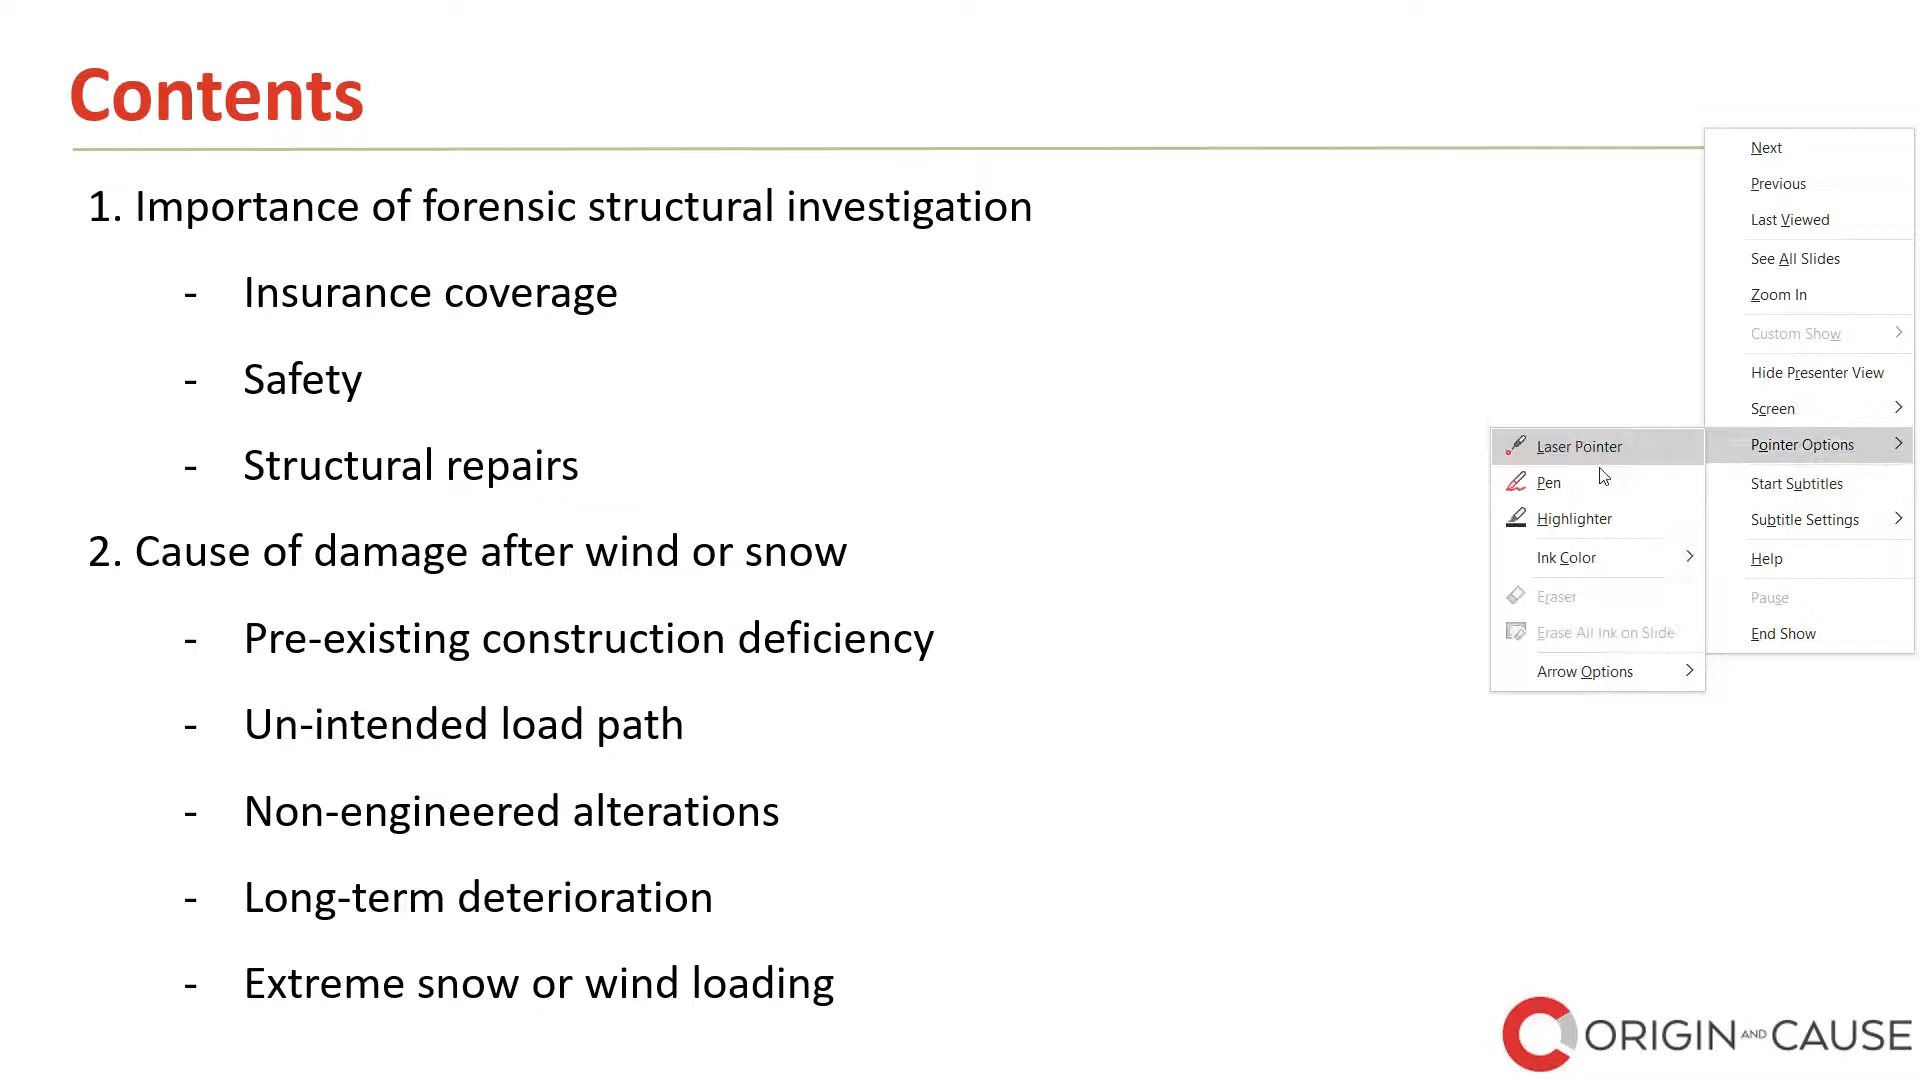 Contents
1. Importance of forensic structural investigation
- Insurance coverage
- Safety
- Structural repairs
2. Cause of damage after wind or snow
- Pre-existing construction deficiency
- Un-intended load path
- Non-engineered alterations
- Long-term deterioration
- Extreme snow or wind loading
Next
Previous
Last Viewed
See All Slides
Zoom In
Custom Show
Hide Presenter View
Screen
Pointer Options
Start Subtitles
Subtitle Settings
Help
Pause
End Show
Laser Pointer
Pen
Highlighter
Ink Color
Eraser
Erase All Ink on Slide
Arrow Options
ORIGIN AND CAUSE